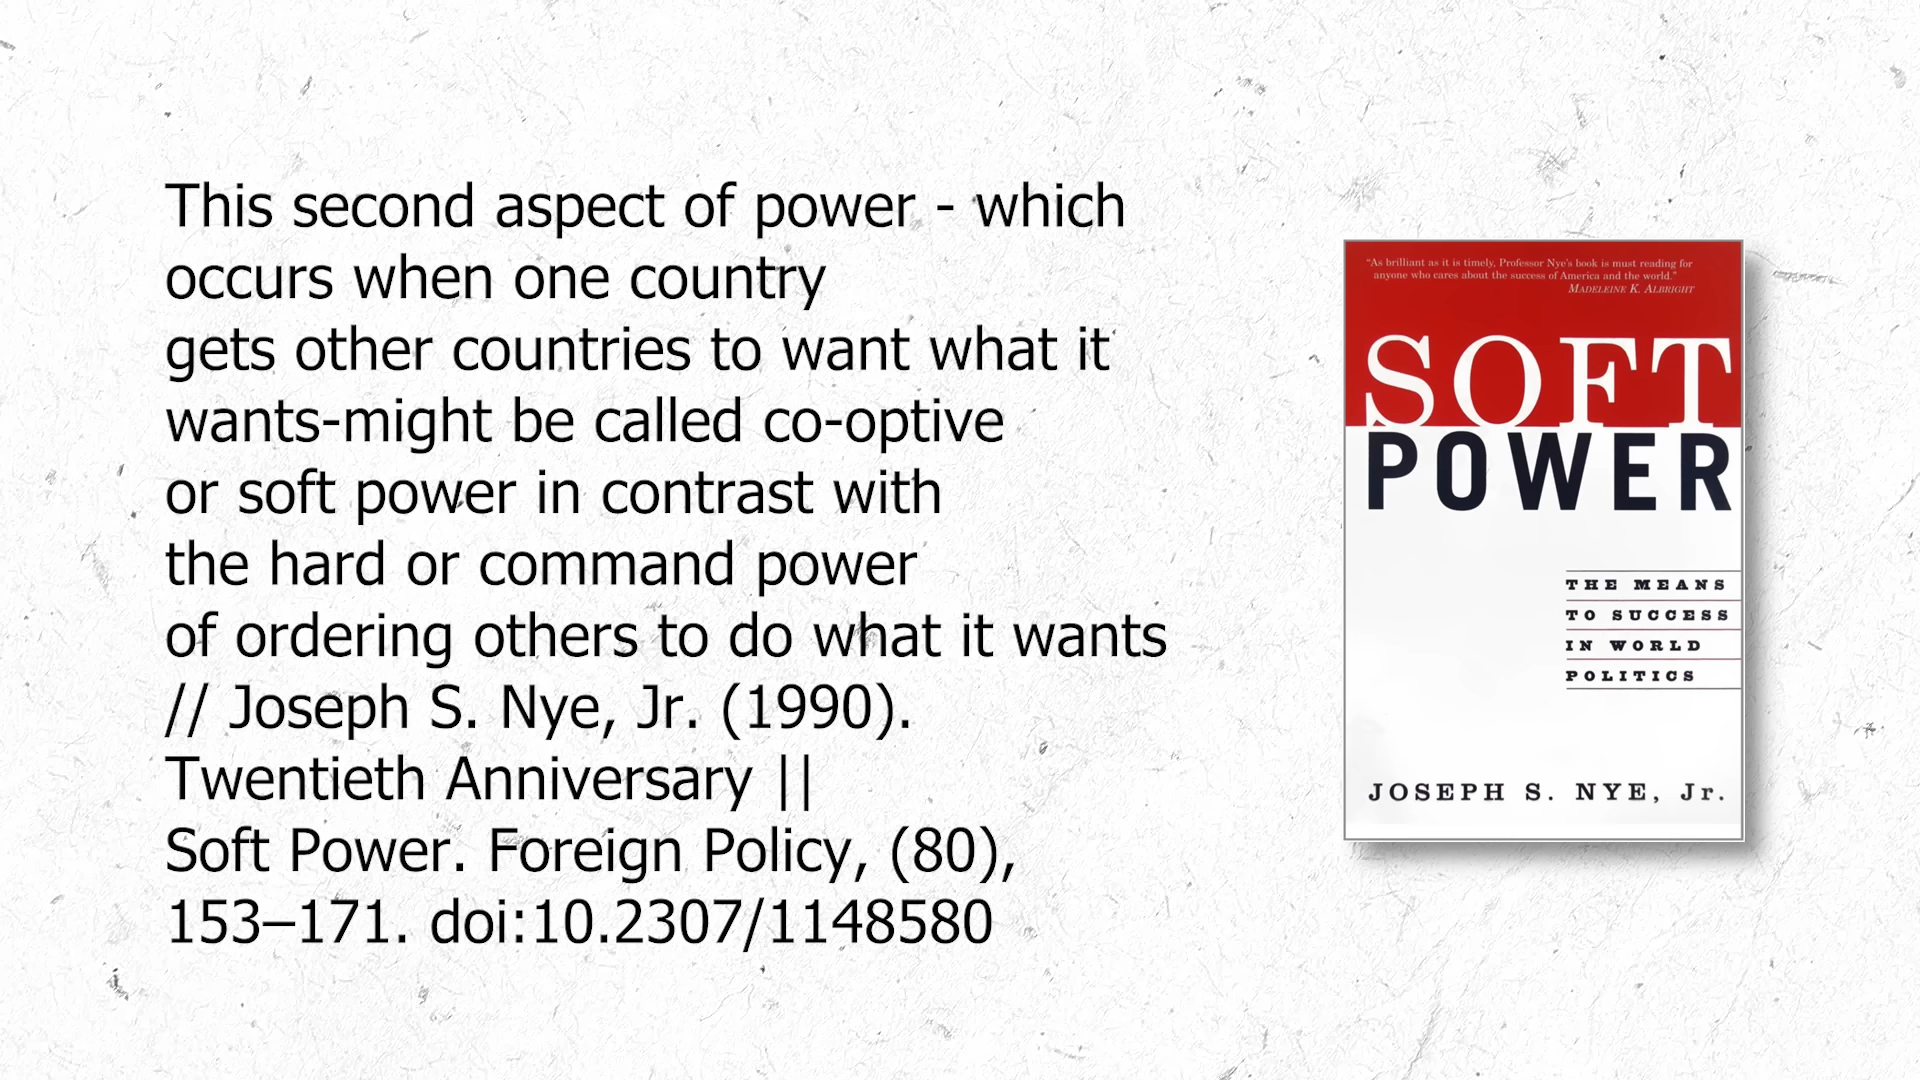 This second aspect of power - which
occurs when one country
gets other countries to want what it
wants-might be called co-optive
or soft power in contrast with
the hard or command power
of ordering others to do what it wants
// Joseph S. Nye, Jr. (1990).
Twentieth Anniversary ||
Soft Power. Foreign Policy, (80),
153–171. doi:10.2307/1148580
"As brilliant as it is timely, Professor Nye's book is must reading for
anyone who cares about the success of America and the world."
MADELEINE K. ALBRIGHT
SOFT
POWER
THE MEANS
TO SUCCESS
IN WORLD
POLITICS
JOSEPH S. NYE, Jr.